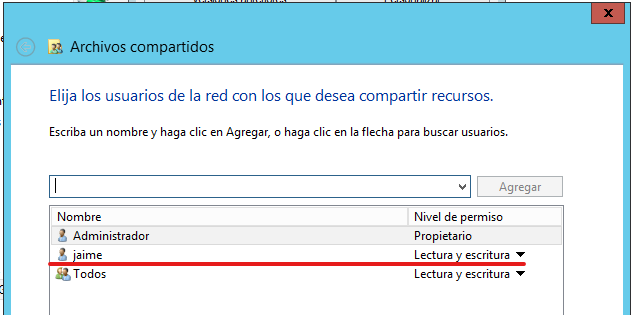 Archivos compartidos
Elija los usuarios de la red con los que desea compartir recursos.
Escriba un nombre y haga clic en Agregar, o haga clic en la flecha para buscar usuarios.
Agregar
Nombre Nivel de permiso
Administrador Propietario
jaime Lectura y escritura
Todos Lectura y escritura